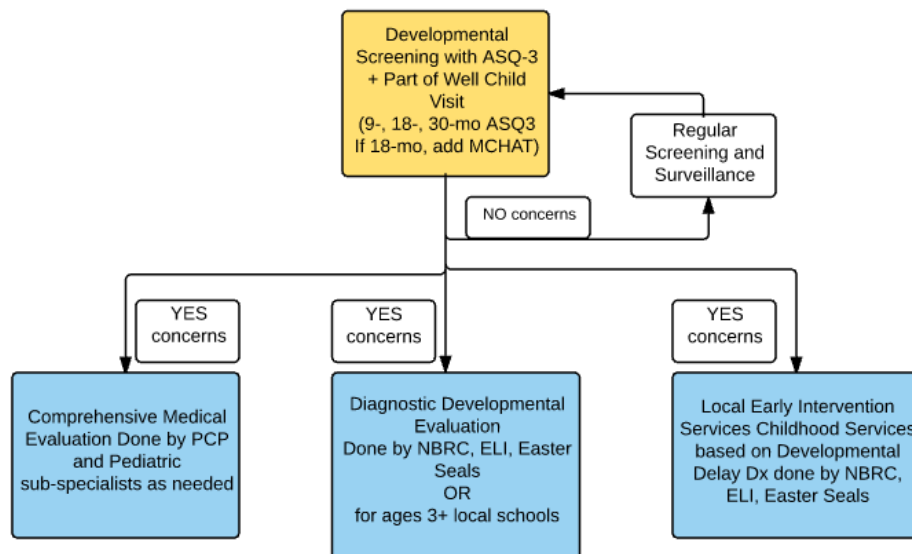 Developmental
Screening with ASQ-3
+ Part of Well Child
Visit
(9-, 18-, 30-mo ASQ3
If 18-mo, add MCHAT)
Regular
Screening and
Surveillance
NO concerns
YES
concerns
YES
concerns
YES
concerns
Comprehensive Medical
Evaluation Done by PCP
and Pediatric
sub-specialists as needed
Diagnostic Developmental
Evaluation
Done by NBRC, ELI, Easter
Seals
OR
for ages 3+ local schools
Local Early Intervention
Services Childhood Services
based on Developmental
Delay Dx done by NBRC,
ELI, Easter Seals